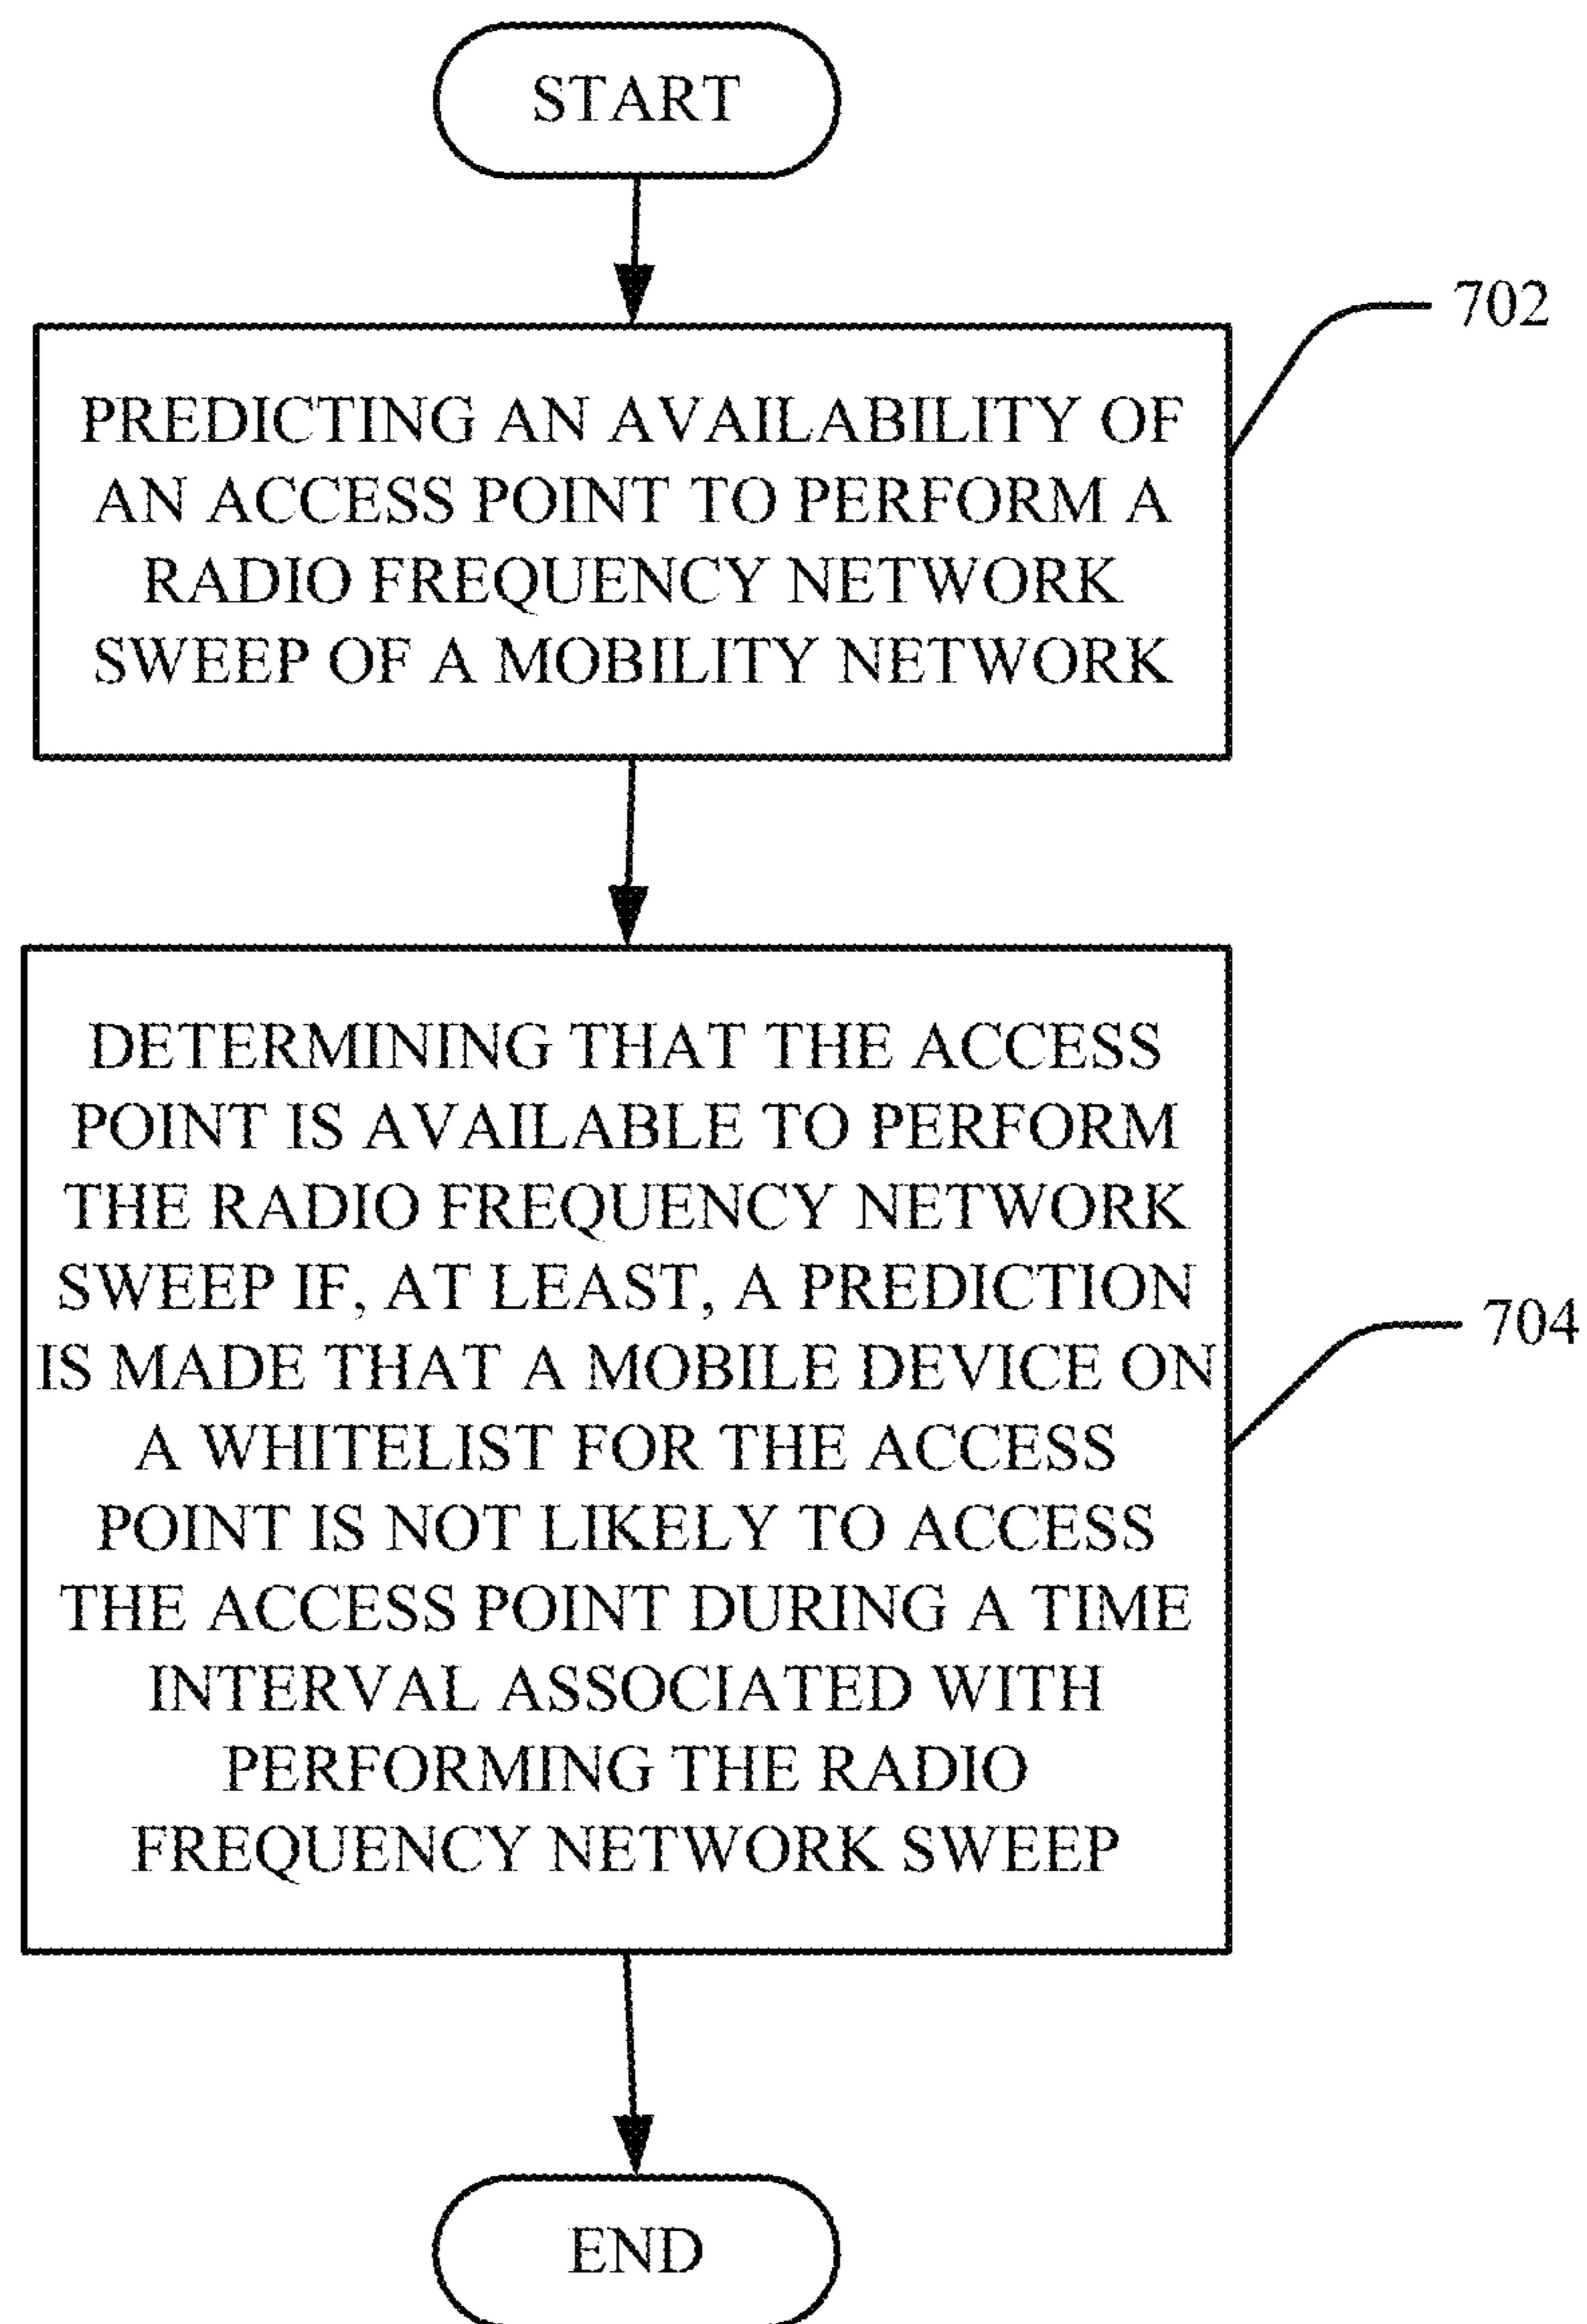 START
702
PREDICTING AN AVAILABILITY OF
AN ACCESS POINT TO PERFORM A
RADIO FREQUENCY NETWORK
SWEEP OF A MOBILITY NETWORK
DETERMINING THAT THE ACCESS
POINT IS AVAILABLE TO PERFORM
THE RADIO FREQUENCY NETWORK
SWEEP IF, AT LEAST, A PREDICTION
IS MADE THAT A MOBILE DEVICE ON
A WHITELIST FOR THE ACCESS
POINT IS NOT LIKELY TO ACCESS
THE ACCESS POINT DURING A TIME
INTERVAL ASSOCIATED WITH
PERFORMING THE RADIO
FREQUENCY NETWORK SWEEP
704
END